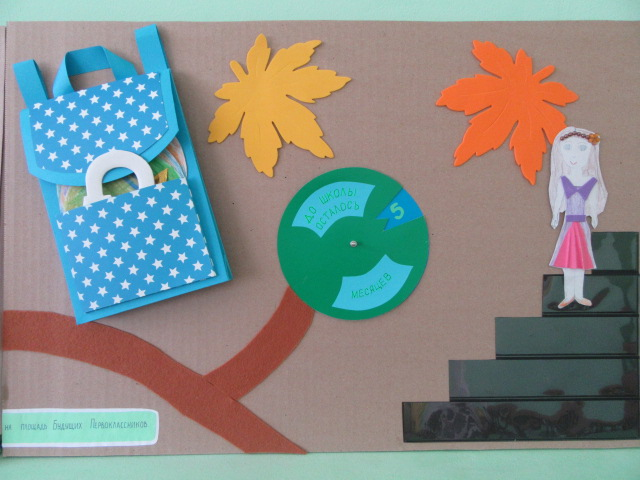 ДО ШКОЛЫ
ОСТАЛОСЬ
5
МЕСЯЦЕВ
ПЛОЩАДЬ БУДУЩИХ ПЕРВОКЛАССНИКОВ